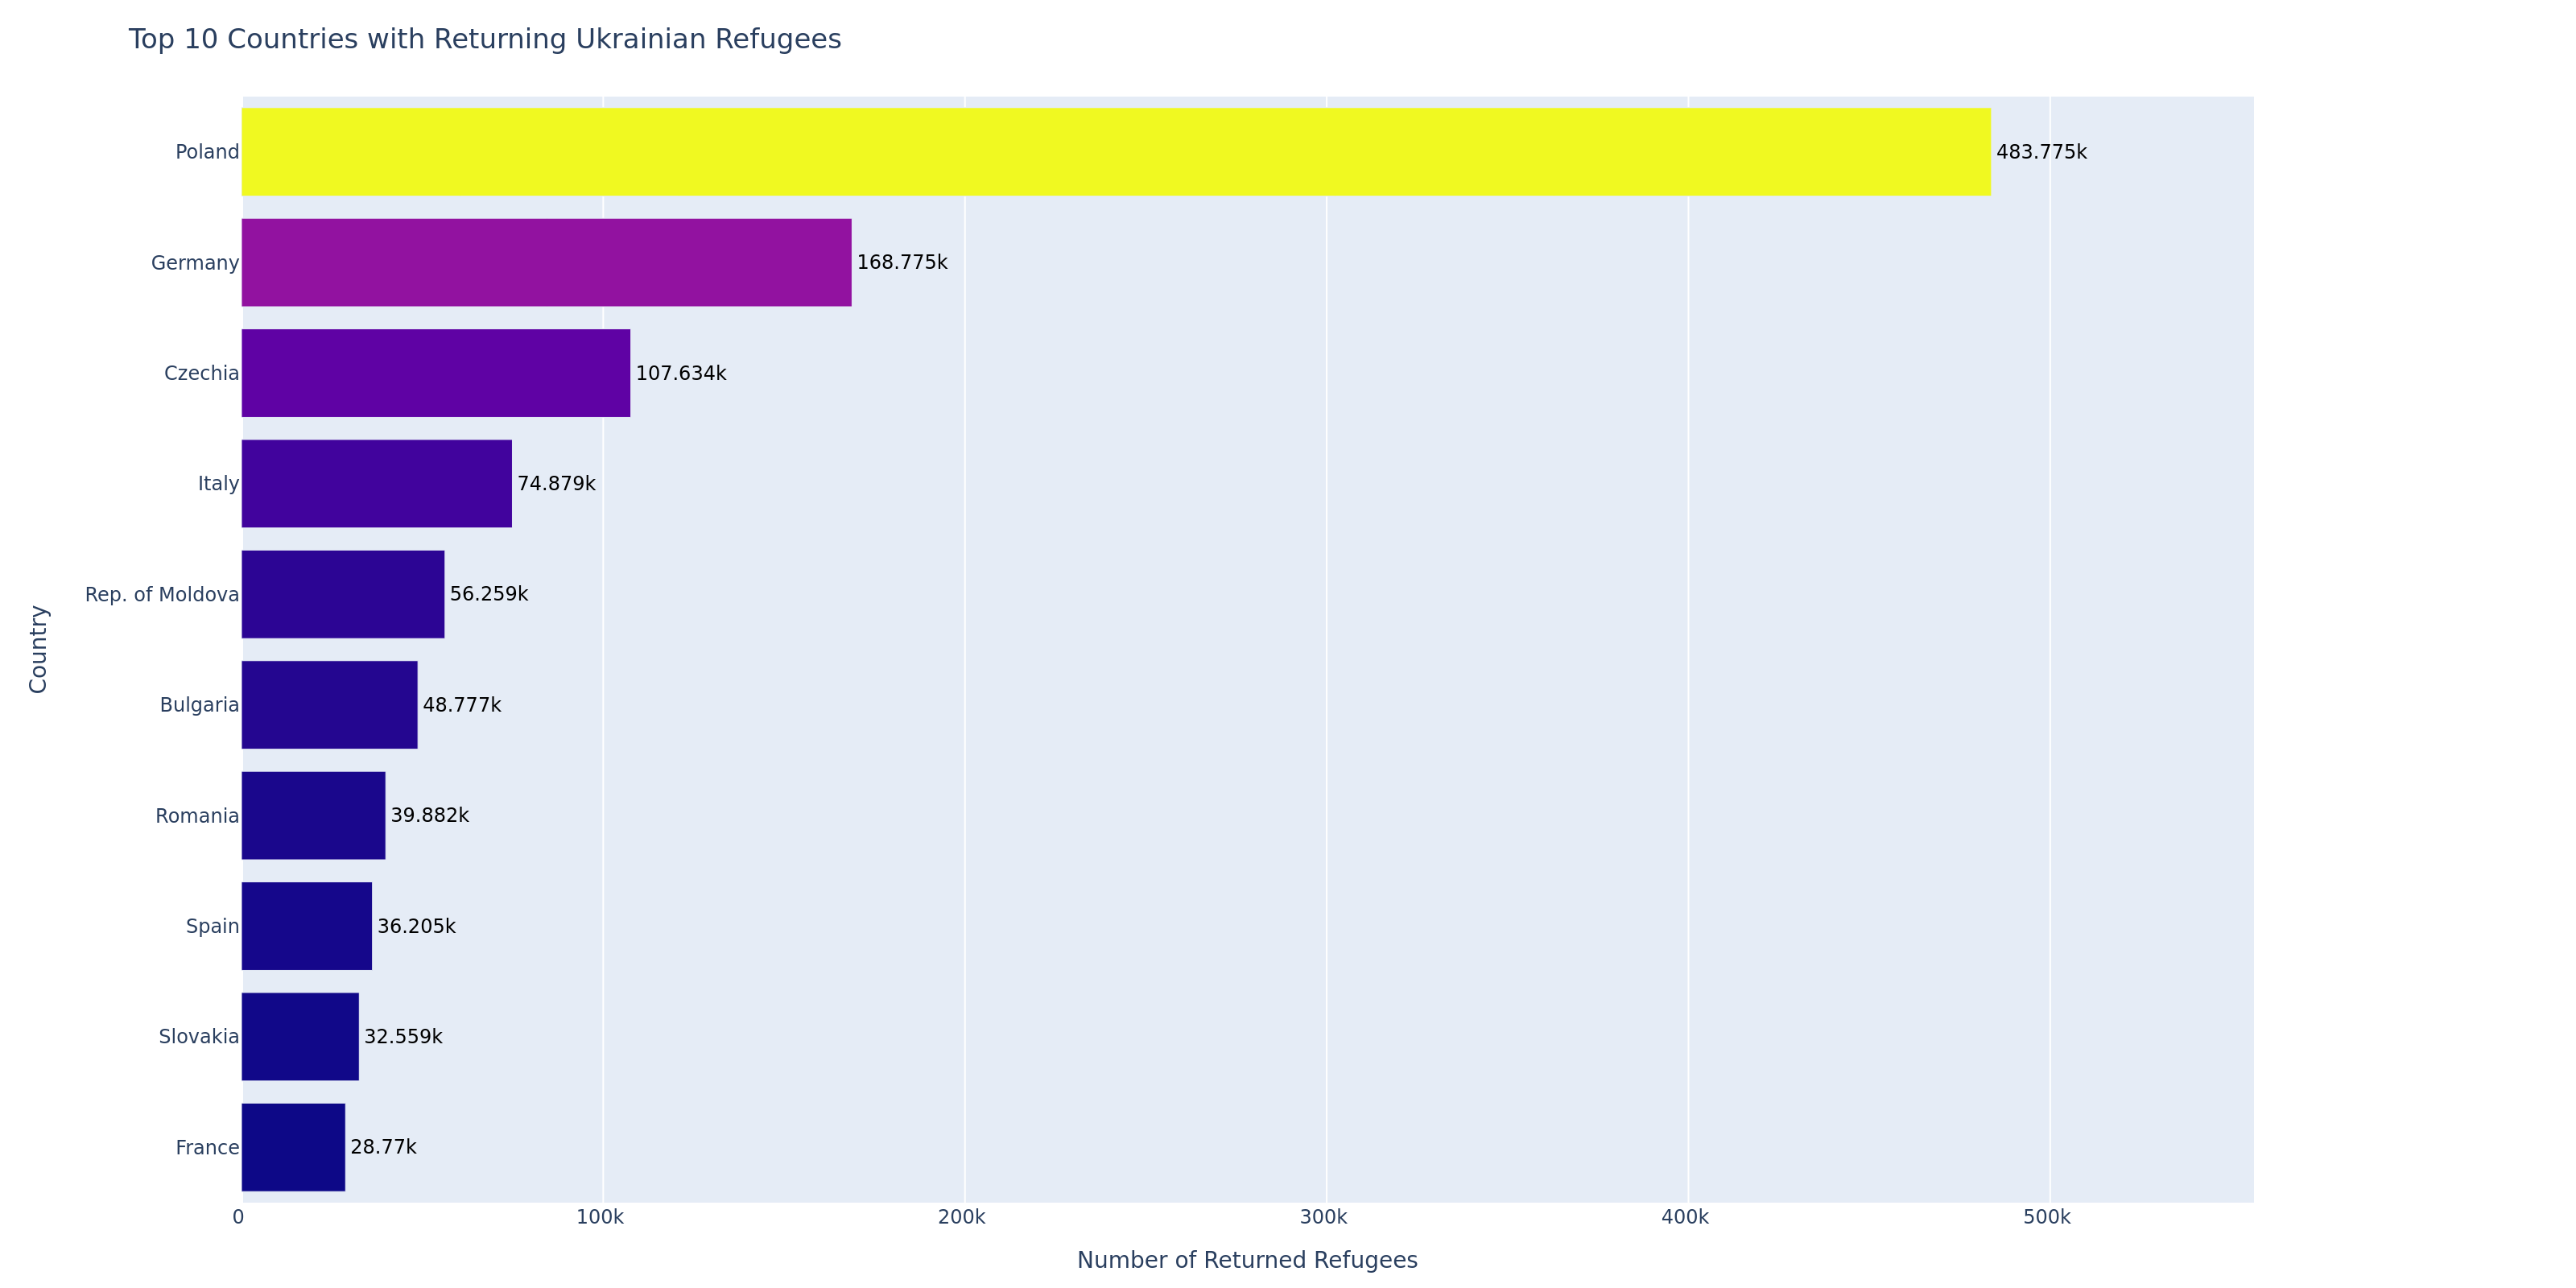 Top 10 Countries with Returning Ukrainian Refugees
Poland 483.775k
Germany 168.775k
Czechia 107.634k
Italy 74.879k
Rep. of Moldova 56.259k
Bulgaria 48.777k
Romania 39.882k
Spain 36.205k
Slovakia 32.559k
France 28.77k
Country
0 100k 200k 300k 400k 500k
Number of Returned Refugees